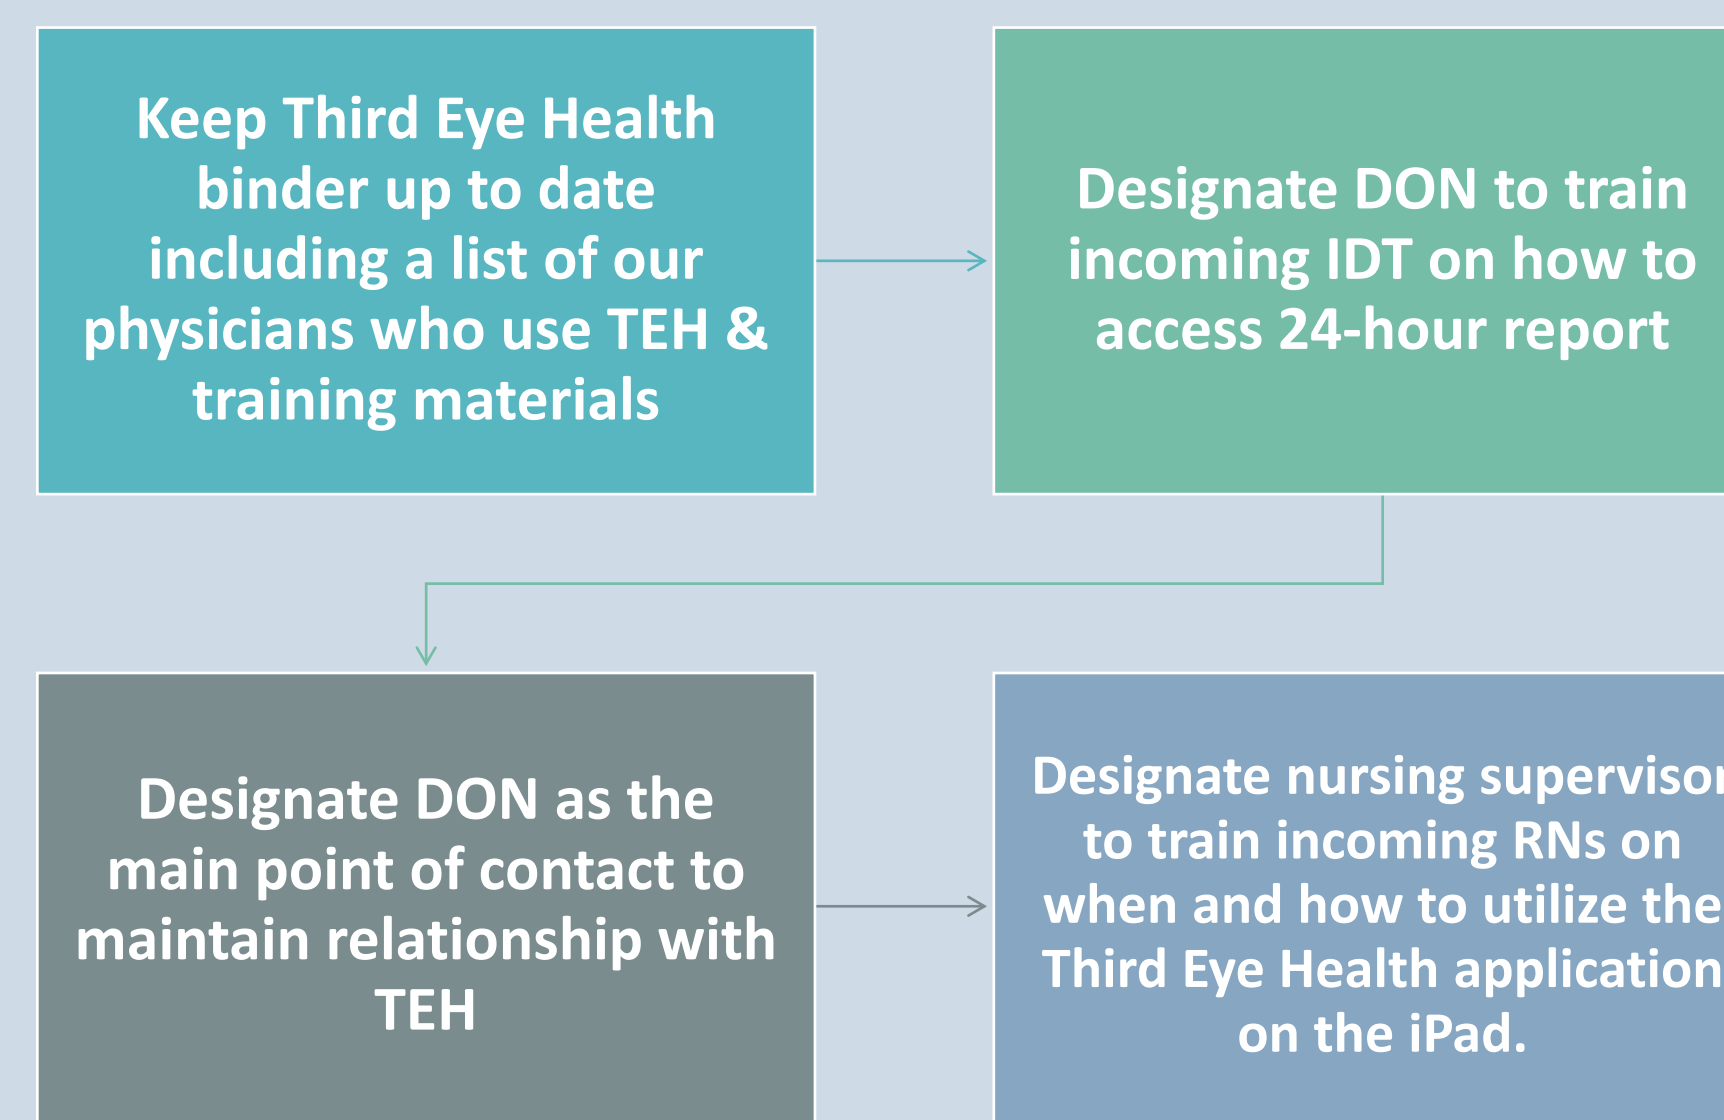 Keep Third Eye Health
binder up to date
including a list of our
physicians who use TEH &
training materials
Designate DON to train
incoming IDT on how to
access 24-hour report
Designate DON as the
main point of contact to
maintain relationship with
TEH
Designate nursing supervisor
to train incoming RNs on
when and how to utilize the
Third Eye Health application
on the iPad.